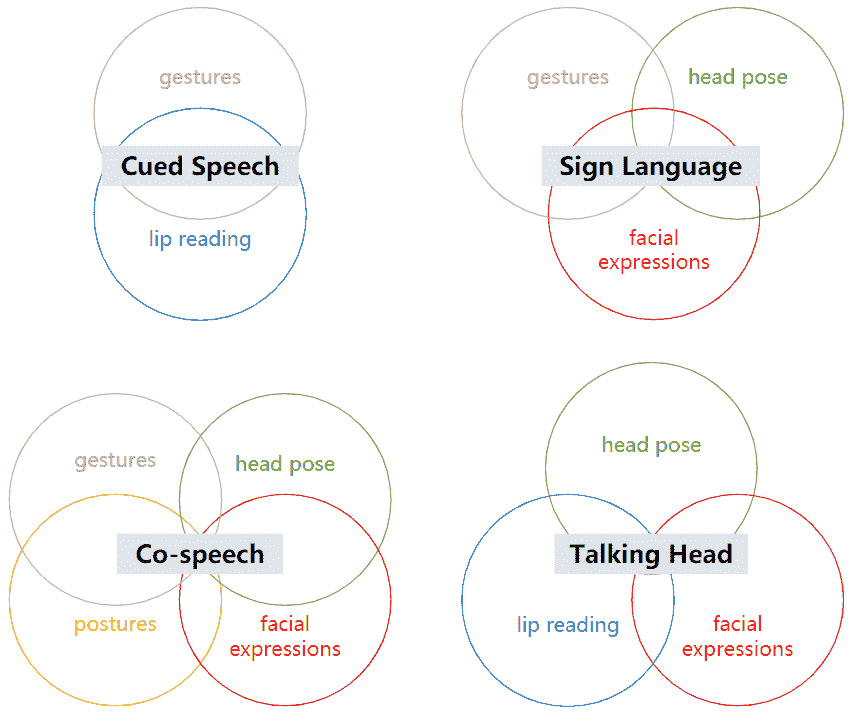 gestures
Cued Speech
lip reading
gestures
head pose
Sign Language
facial
expressions
gestures
head pose
Co-speech
postures
facial
expressions
head pose
Talking Head
lip reading
facial
expressions